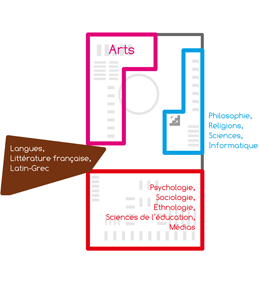 Arts
Philosophie,
Religions,
Sciences,
Informatique
Langues,
Littérature française,
Latin-Grec
Psychologie,
Sociologie,
Ethnologie,
Sciences de l'éducation,
Médias